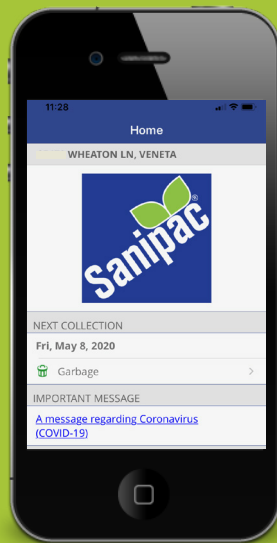 11:28
Home
WHEATON LN, VENETA
Sanipac®
NEXT COLLECTION
Fri, May 8, 2020
Garbage
IMPORTANT MESSAGE
A message regarding Coronavirus
(COVID-19)